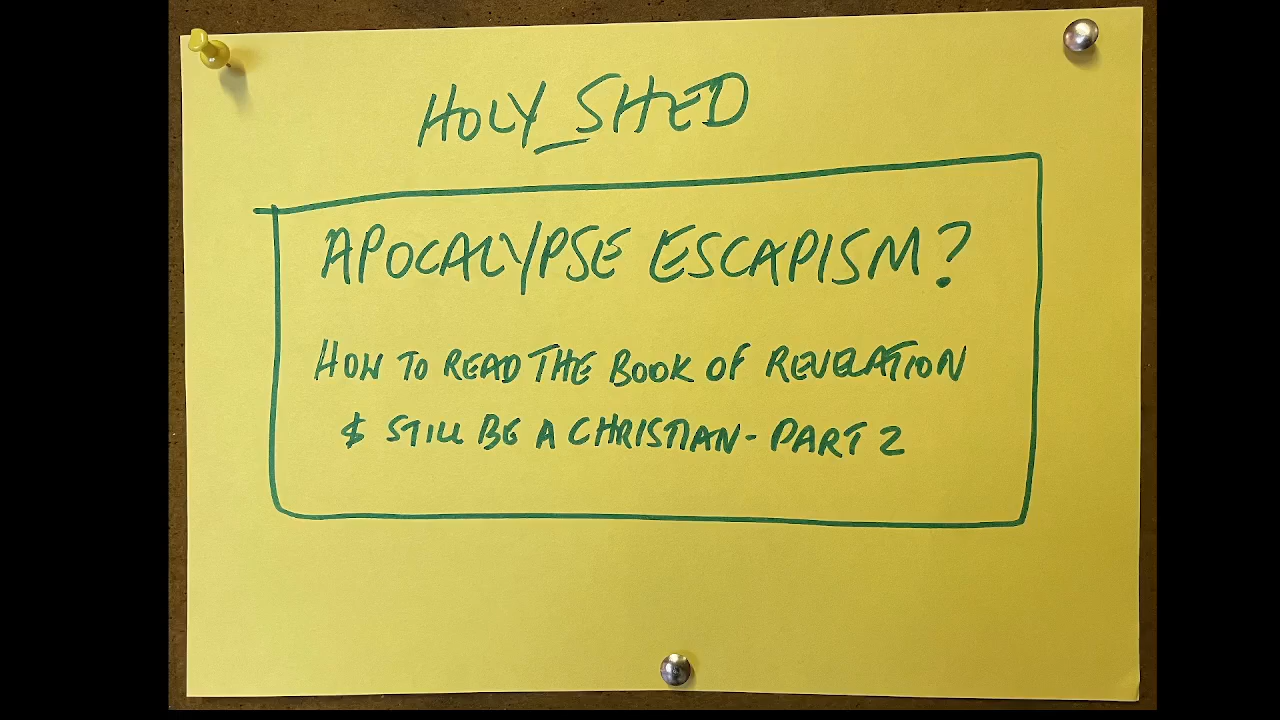 HOLY_SHED
APOCALYPSE ESCAPISM?
HOW TO READ THE BOOK OF REVELATION
& STILL BE A CHRISTIAN - PART 2